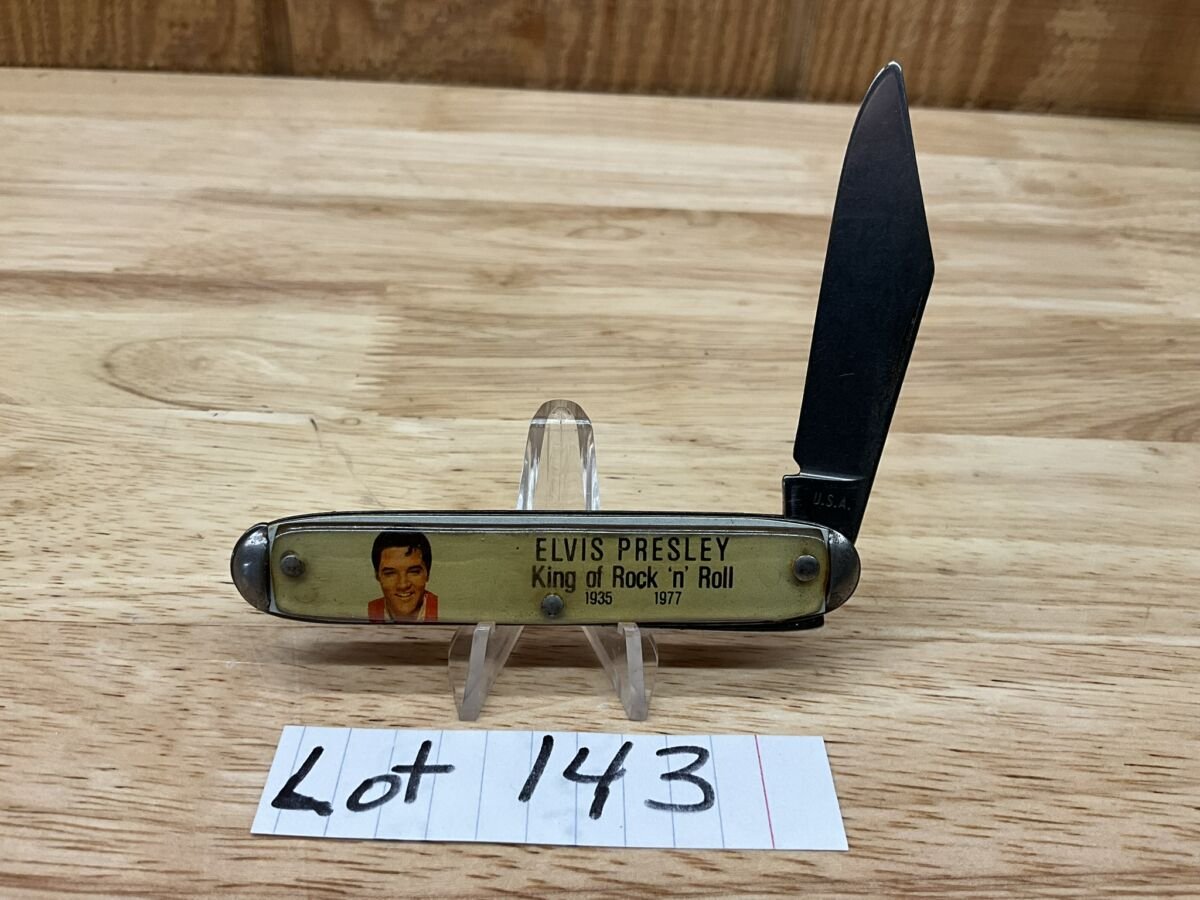 U.S.A.
ELVIS PRESLEY
King of Rock 'n' Roll
1935 1977
Lot 143